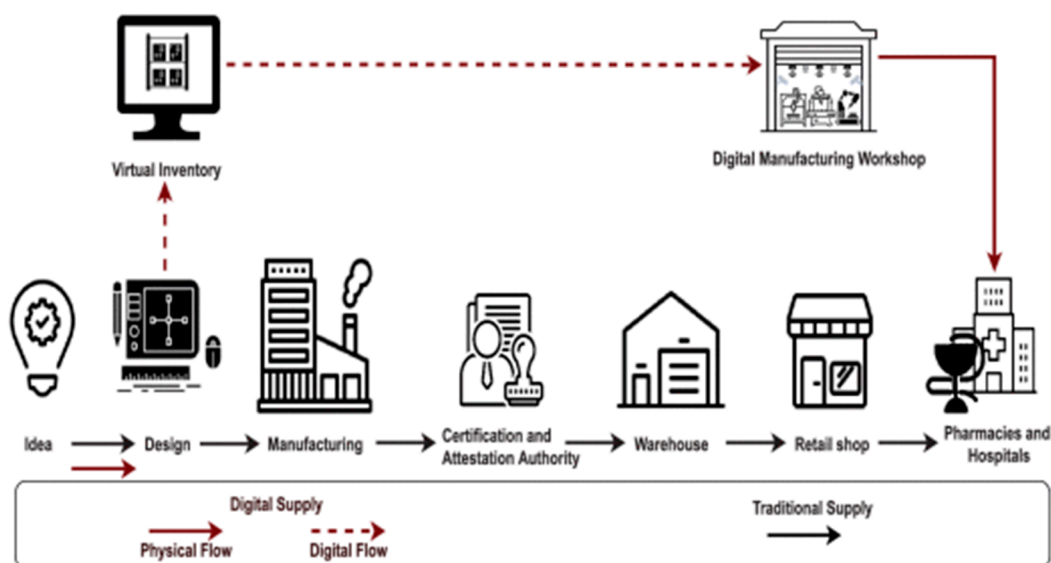 Virtual Inventory
Digital Manufacturing Workshop
Idea
Design
Manufacturing
Certification and
Attestation Authority
Warehouse
Retail shop
Pharmacies and
Hospitals
Digital Supply
Traditional Supply
Physical Flow
Digital Flow